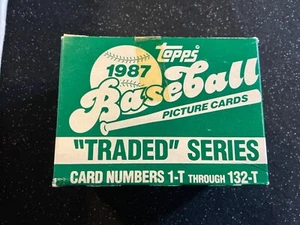 Topps
1987
Baseball
PICTURE CARDS
"TRADED" SERIES
CARD NUMBERS 1-T THROUGH 132-T